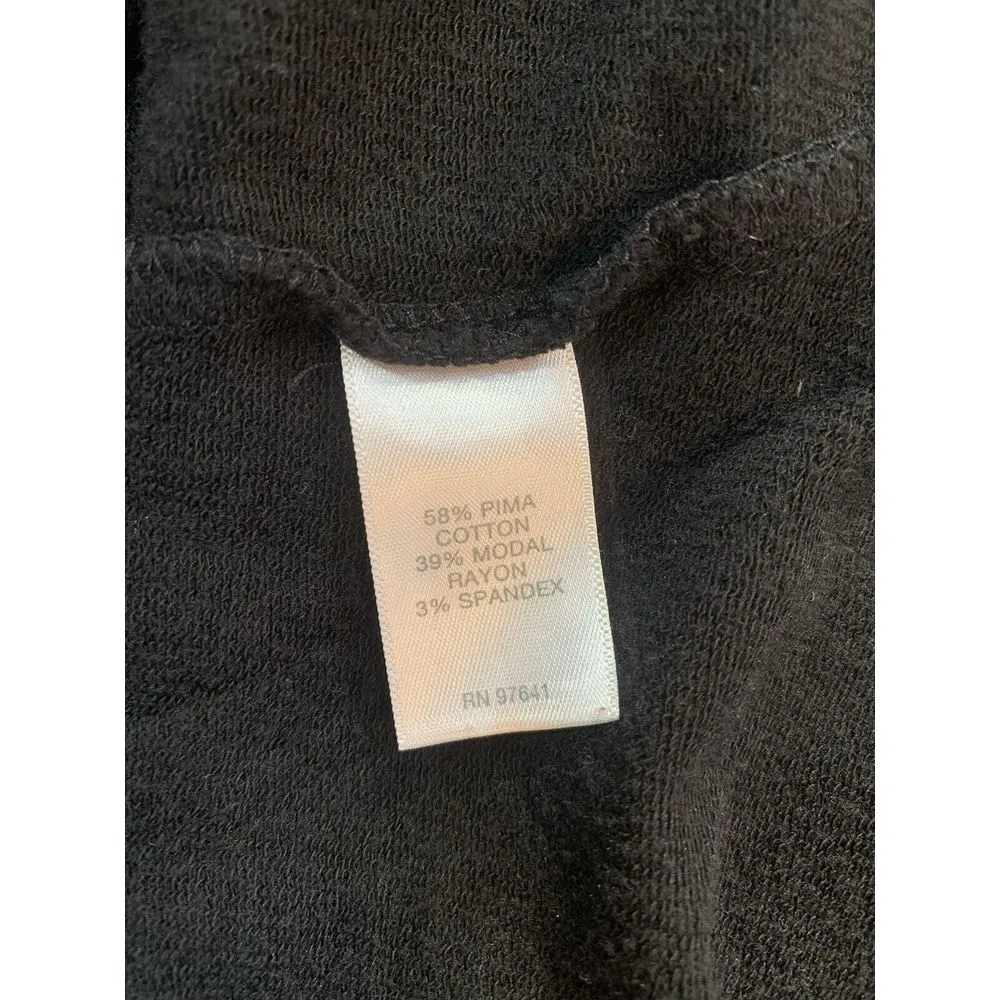 58% PIMA
COTTON
39% MODAL
RAYON
3% SPANDEX
RN 97641